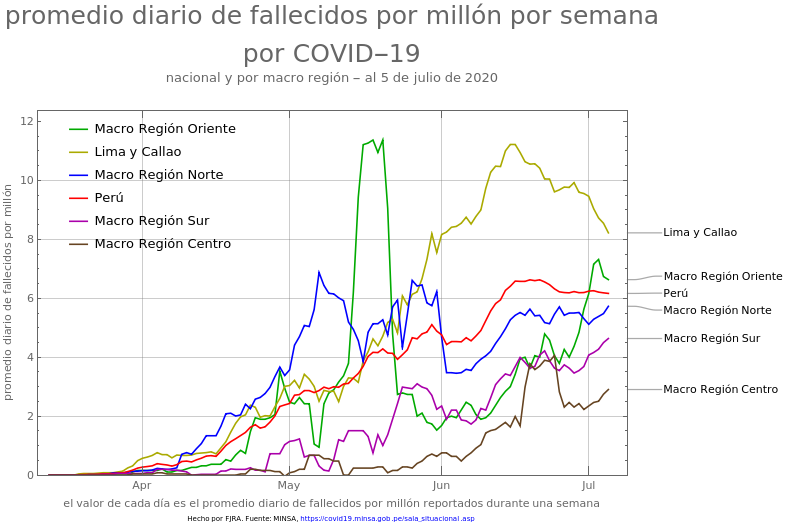 promedio diario de fallecidos por millón por semana
por COVID–19
nacional y por macro región – al 5 de julio de 2020
promedio diario de fallecidos por millón
12
10
8
6
4
2
0
Macro Región Oriente
Lima y Callao
Macro Región Norte
Perú
Macro Región Sur
Macro Región Centro
Lima y Callao
Macro Región Oriente
Perú
Macro Región Norte
Macro Región Sur
Macro Región Centro
Apr May Jun Jul
el valor de cada día es el promedio diario de fallecidos por millón reportados durante una semana
Hecho por FJRA. Fuente: MINSA, https://covid19.minsa.gob.pe/sala_situacional.asp